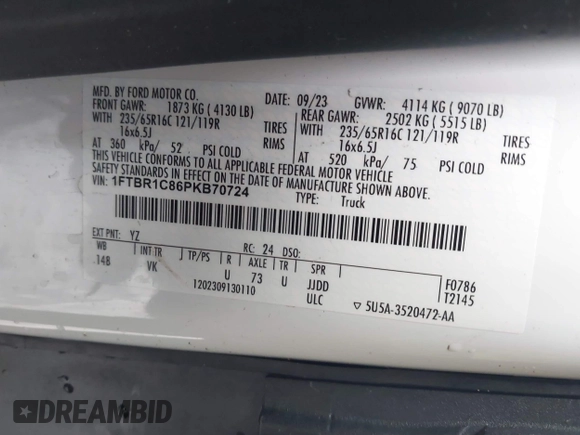 MFD. BY FORD MOTOR CO.
DATE: 09/23 GVWR: 4114 KG ( 9070 LB)
FRONT GAWR: 1873 KG ( 4130 LB) REAR GAWR: 2502 KG ( 5515 LB)
WITH 235/65R16C 121/119R TIRES WITH 235/65R16C 121/119R TIRES
16x6.5J RIMS 16x6.5J RIMS
AT 360 kPa/ 52 PSI COLD AT 520 kPa/ 75 PSI COLD
THIS VEHICLE CONFORMS TO ALL APPLICABLE FEDERAL MOTOR VEHICLE
SAFETY STANDARDS IN EFFECT ON THE DATE OF MANUFACTURE SHOWN ABOVE.
VIN: 1FTBR1C86PKB70724
TYPE: Truck
EXT PNT: YZ RC: 24 DSO:
WB INT TR TP/PS R AXLE TR SPR F0786
148 VK U 73 U JJDD T2145
1202309130110 ULC ▽ 5U5A-3520472-AA
DREAMBID